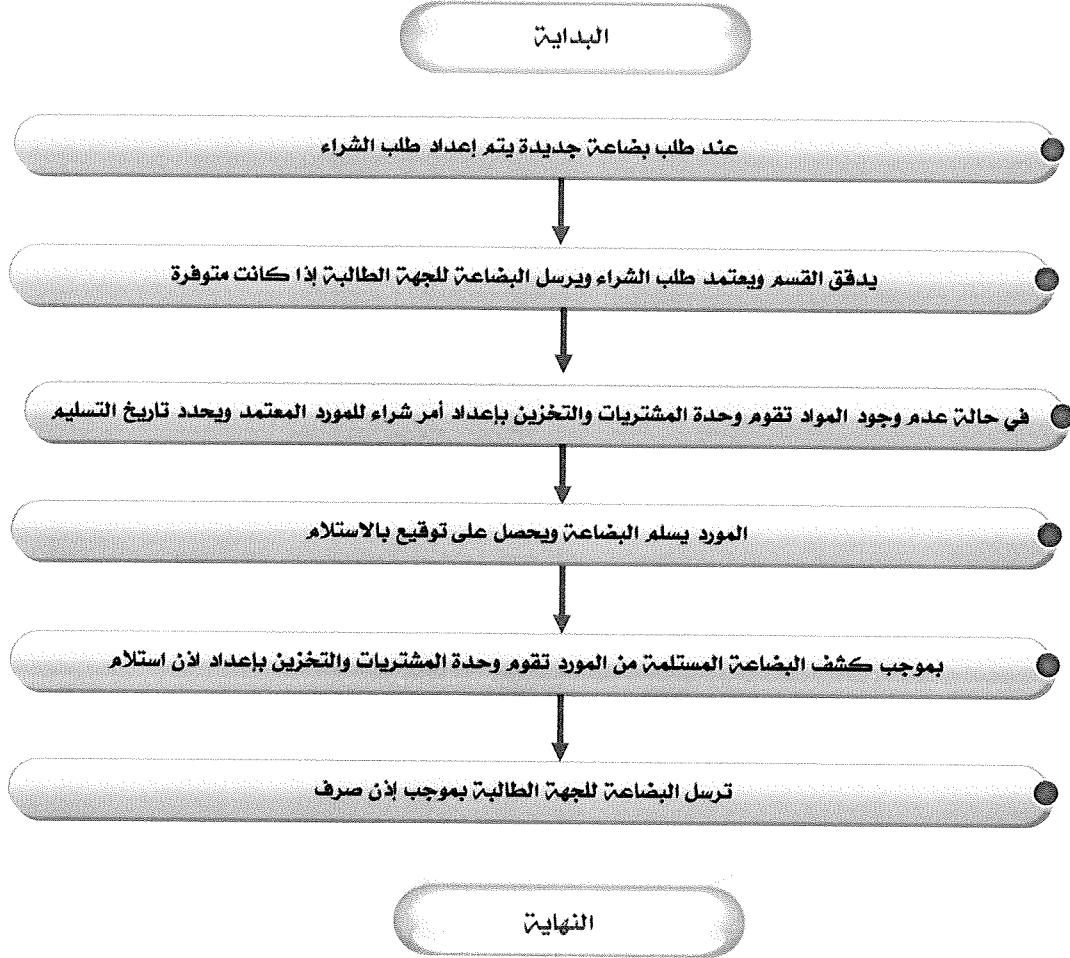 البداية
عند طلب بضاعة جديدة يتم إعداد طلب الشراء
يدقق القسم ويعتمد طلب الشراء ويرسل البضاعة للجهة الطالبة إذا كانت متوفرة
في حالة عدم وجود المواد تقوم وحدة المشتريات والتخزين بإعداد أمر شراء للمورد المعتمد ويحدد تاريخ التسليم
المورد يسلم البضاعة ويحصل على توقيع بالاستلام
بموجب كشف البضاعة المستلمة من المورد تقوم وحدة المشتريات والتخزين بإعداد اذن استلام
ترسل البضاعة للجهة الطالبة بموجب إذن صرف
النهاية